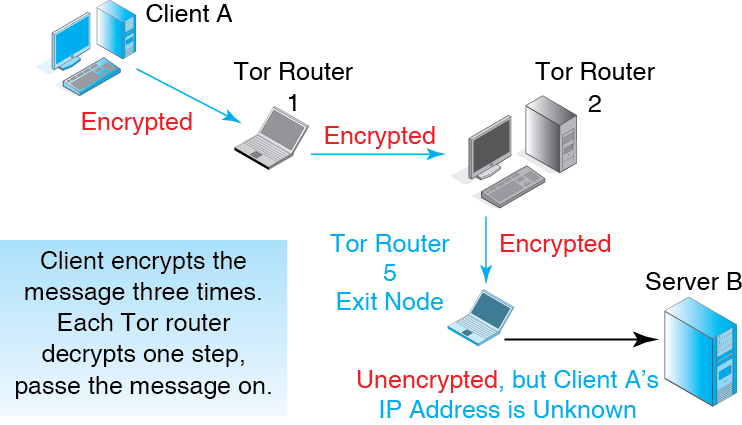 Client A
Tor Router
1
Tor Router
2
Encrypted
Encrypted
Tor Router
5
Exit Node
Encrypted
Client encrypts the
message three times.
Each Tor router
decrypts one step,
passe the message on.
Server B
Unencrypted, but Client A’s
IP Address is Unknown